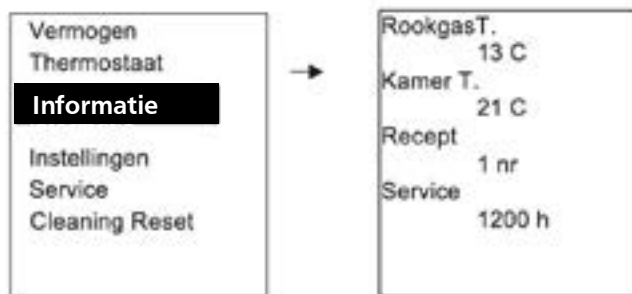 Vermogen
Thermostaat
Informatie
Instellingen
Service
Cleaning Reset
RookgasT.
13 C
Kamer T.
21 C
Recept
1 nr
Service
1200 h